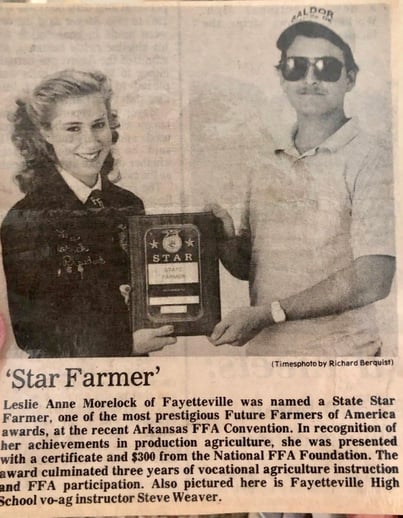 BALDOR
STAR
STATE
FARMER
(Timesphoto by Richard Berquist)
'Star Farmer'
Leslie Anne Morelock of Fayetteville was named a State Star
Farmer, one of the most prestigious Future Farmers of America
awards, at the recent Arkansas FFA Convention. In recognition of
her achievements in production agriculture, she was presented
with a certificate and $300 from the National FFA Foundation. The
award culminated three years of vocational agriculture instruction
and FFA participation. Also pictured here is Fayetteville High
School vo-ag instructor Steve Weaver.